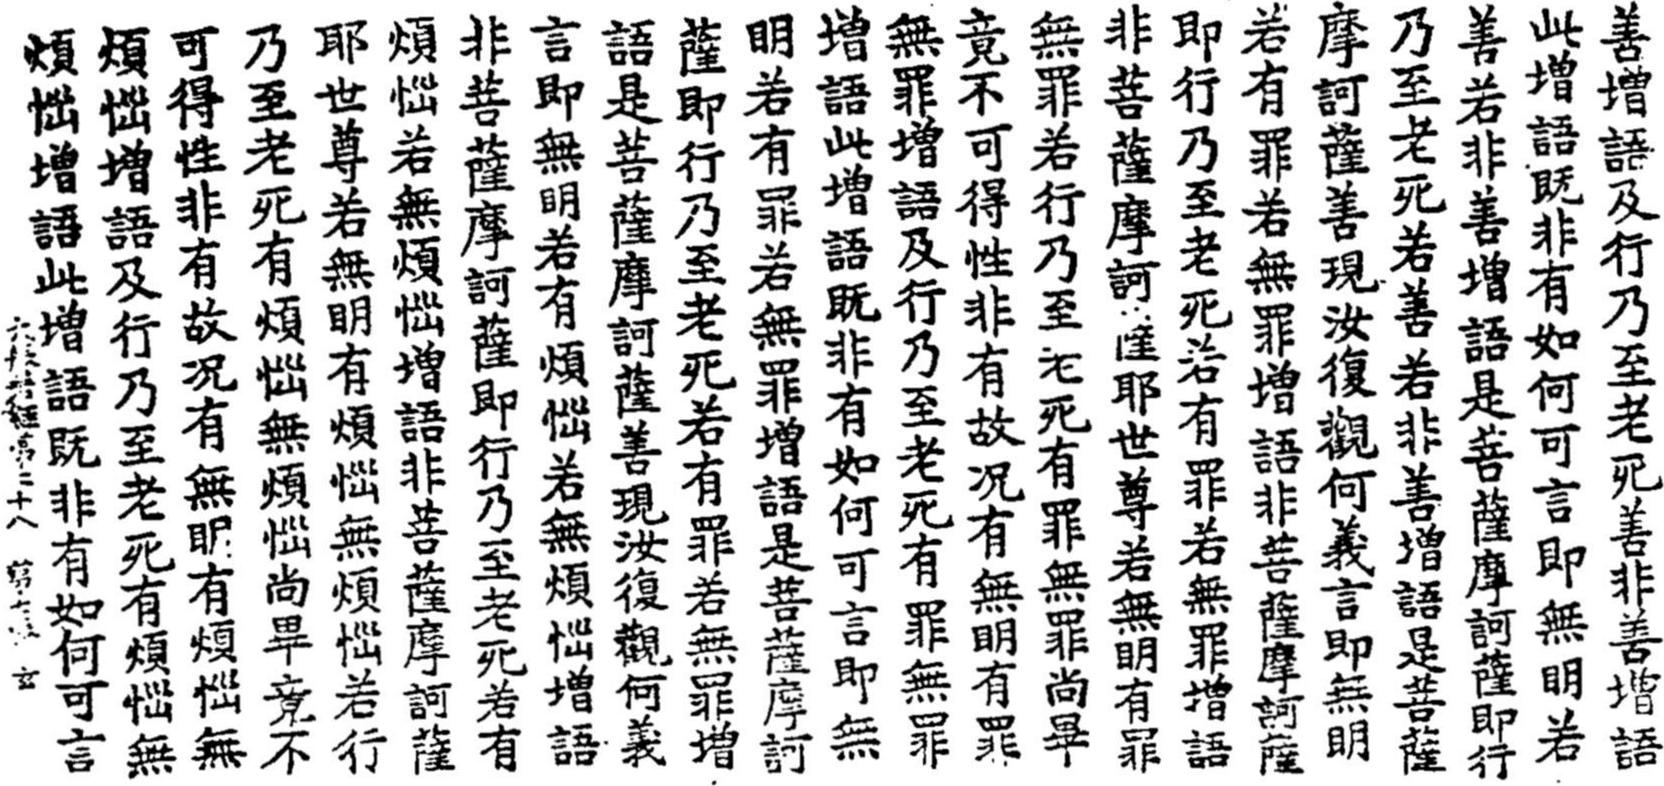 善增語及行乃至老死善非善增語
此增語既非有如何可言即無明若
善若非善增語是菩薩摩訶薩即行
乃至老死若善若非善增語是菩薩
摩訶薩善現汝復觀何義言即無明
若有罪若無罪增語非菩薩摩訶薩
即行乃至老死若有罪若無罪增語
非菩薩摩訶薩耶世尊若無明有罪
無罪若行乃至老死有罪無罪尚畢
竟不可得性非有故况有無明有罪
無罪增語及行乃至老死有罪無罪
增語此增語既非有如何可言即無
明若有罪若無罪增語是菩薩摩訶
薩即行乃至老死若有罪若無罪增
語是菩薩摩訶薩善現汝復觀何義
言即無明若有煩惱若無煩惱增語
非菩薩摩訶薩即行乃至老死若有
煩惱若無煩惱增語非菩薩摩訶薩
耶世尊若無明有煩惱無煩惱若行
乃至老死有煩惱無煩惱尚畢竟不
可得性非有故况有無明有煩惱無
煩惱增語及行乃至老死有煩惱無
煩惱增語此增語既非有如何可言
經第二十八 第 玄